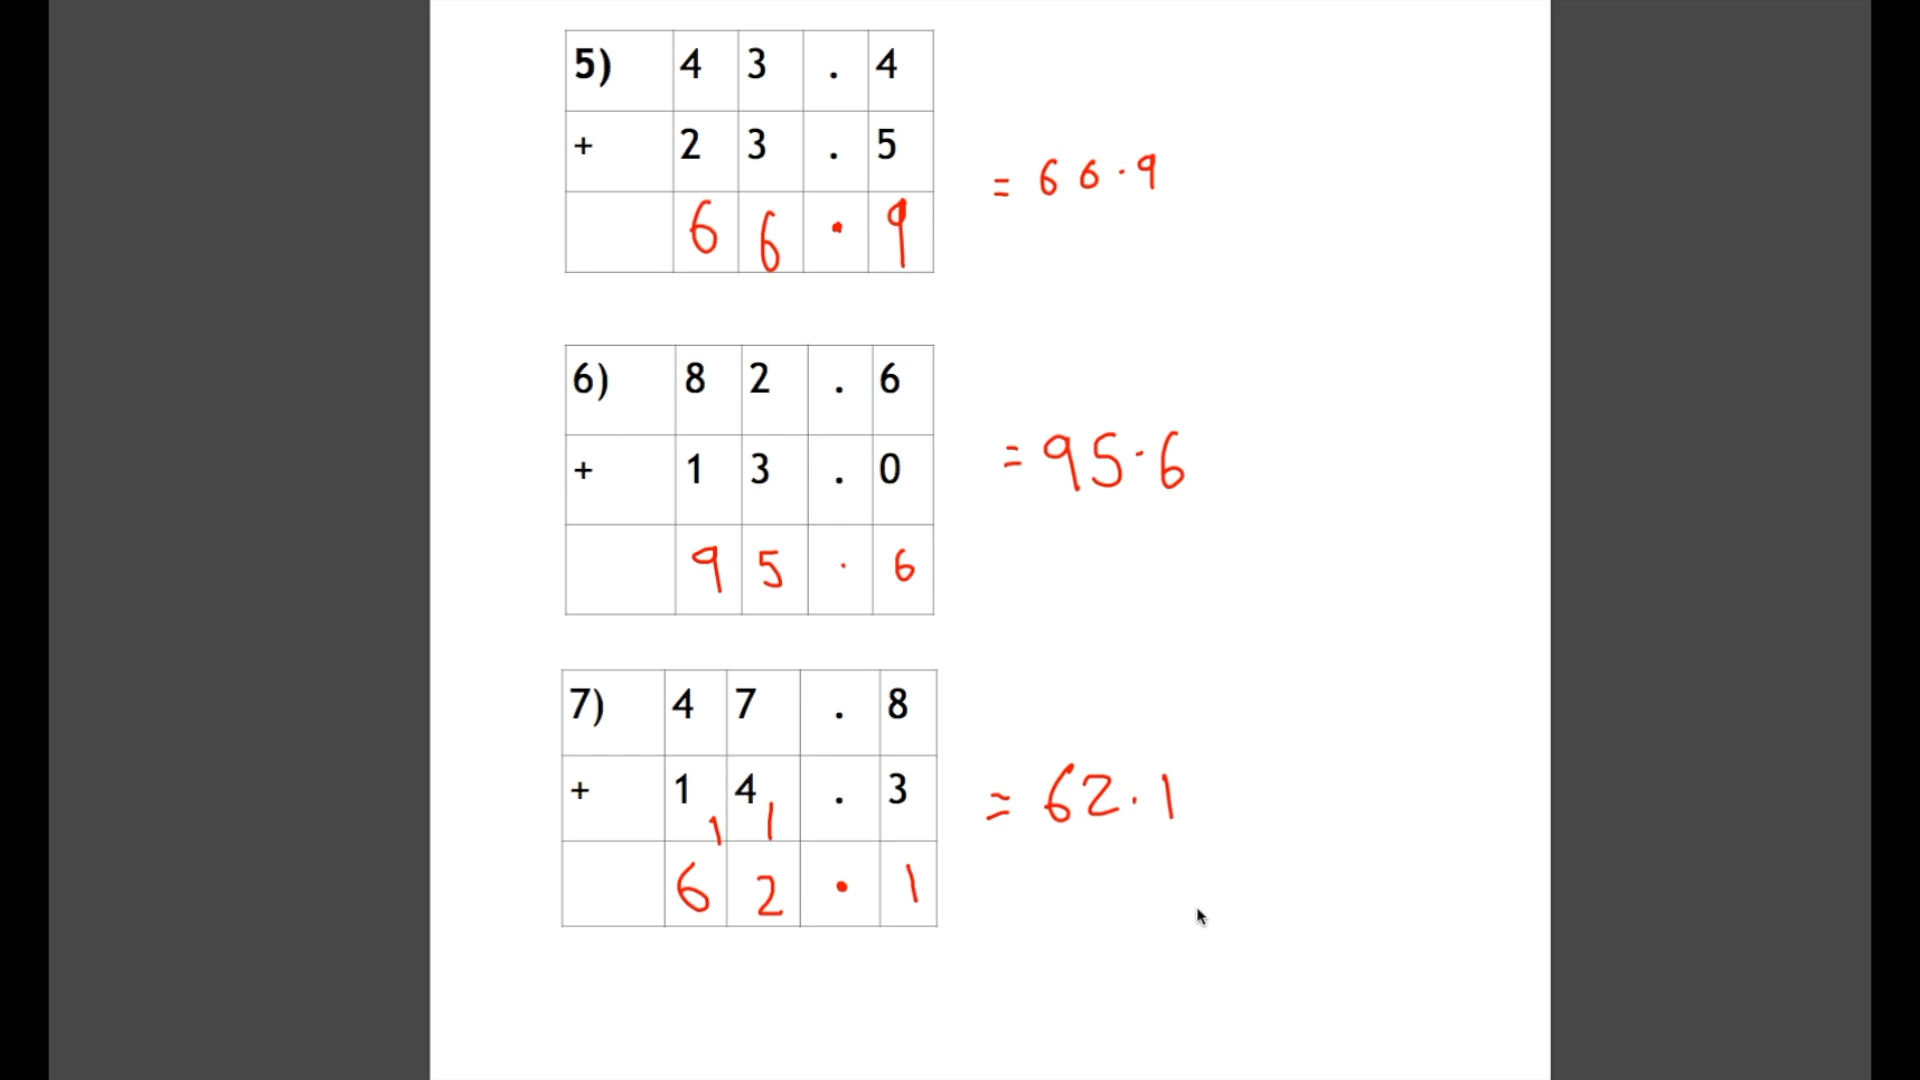 5) 4 3 . 4
+ 2 3 . 5
= 66.9
6 6 . 9
6) 8 2 . 6
+ 1 3 . 0
= 95.6
9 5 . 6
7) 4 7 . 8
+ 1 4 . 3
= 62.1
1 1
6 2 . 1